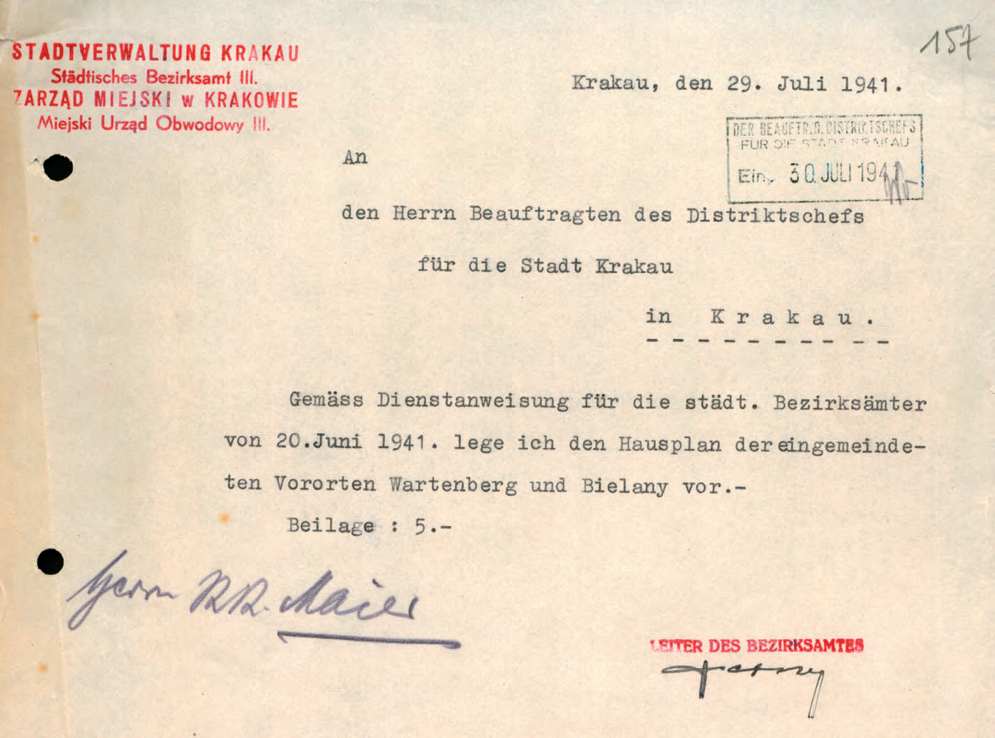 STADTVERWALTUNG KRAKAU
Städtisches Bezirksamt III.
ZARZĄD MIEJSKI w KRAKOWIE
Miejski Urząd Obwodowy III.
157
Krakau, den 29. Juli 1941.
DER BEAUFTR.D.DISTRIKTSCHEFS
FÜR DIE STADT KRAKAU
Ein. 30. JULI 194
An
den Herrn Beauftragten des Distriktschefs
für die Stadt Krakau
in K r a k a u .
Gemäss Dienstanweisung für die städt. Bezirksämter
von 20.Juni 1941. lege ich den Hausplan dereingemeinde-
ten Vororten Wartenberg und Bielany vor.-
Beilage : 5.-
Herrn RR. Maier
LEITER DES BEZIRKSAMTES